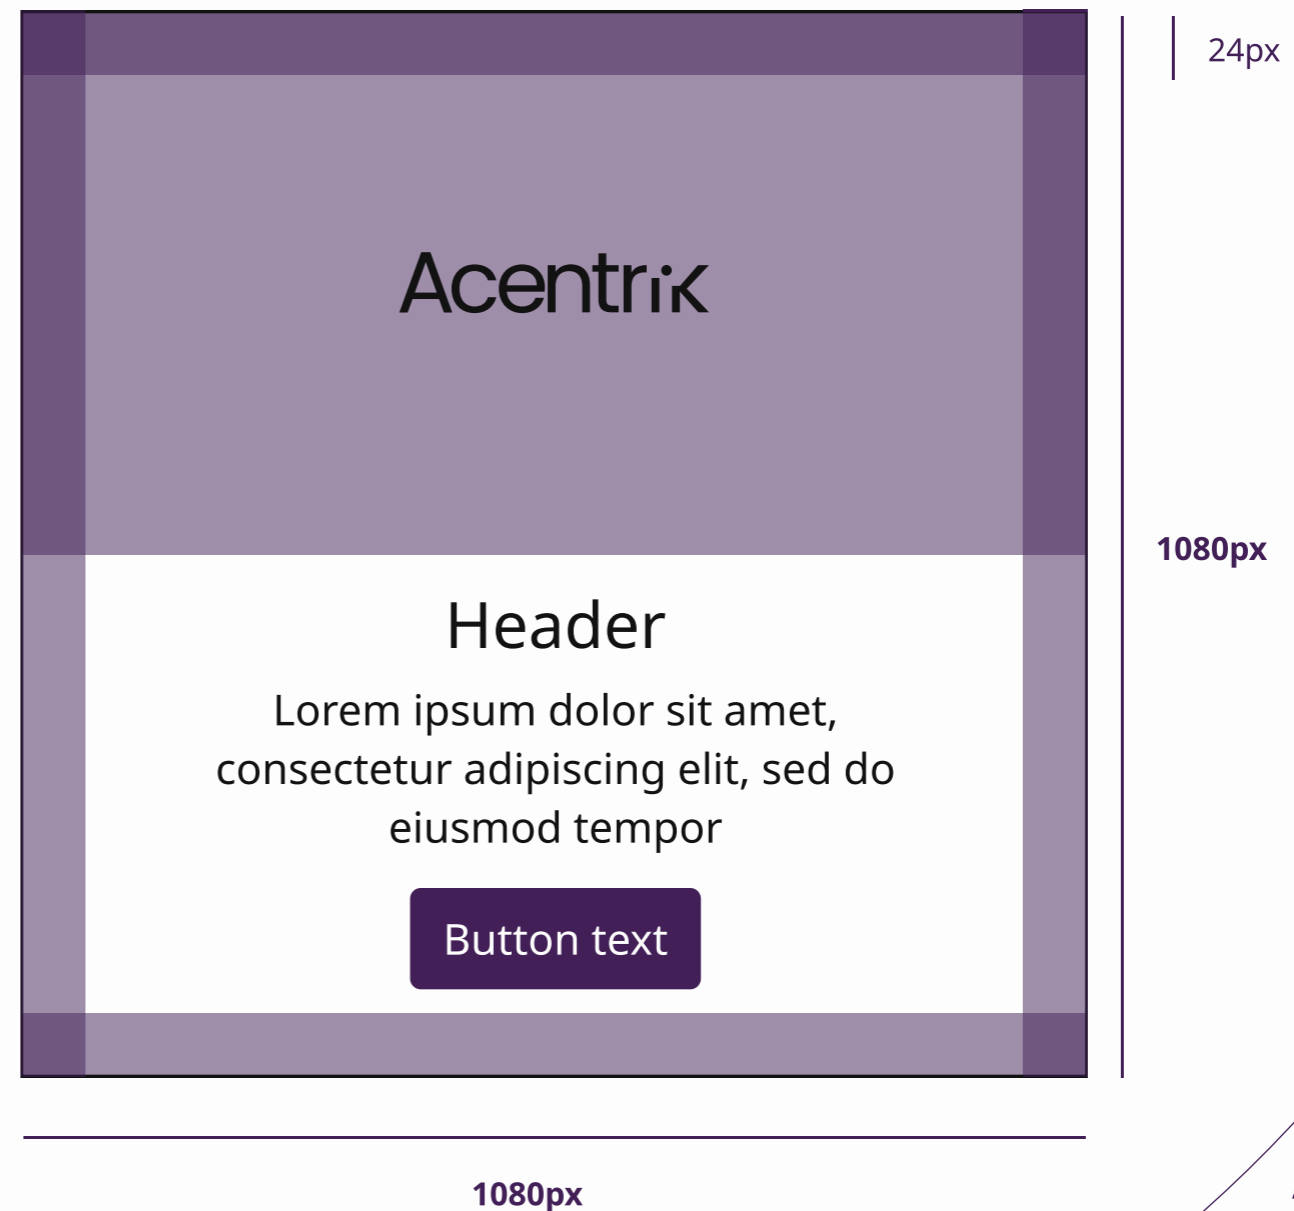 24px
Acentrik
1080px
Header
Lorem ipsum dolor sit amet,
consectetur adipiscing elit, sed do
eiusmod tempor
Button text
1080px